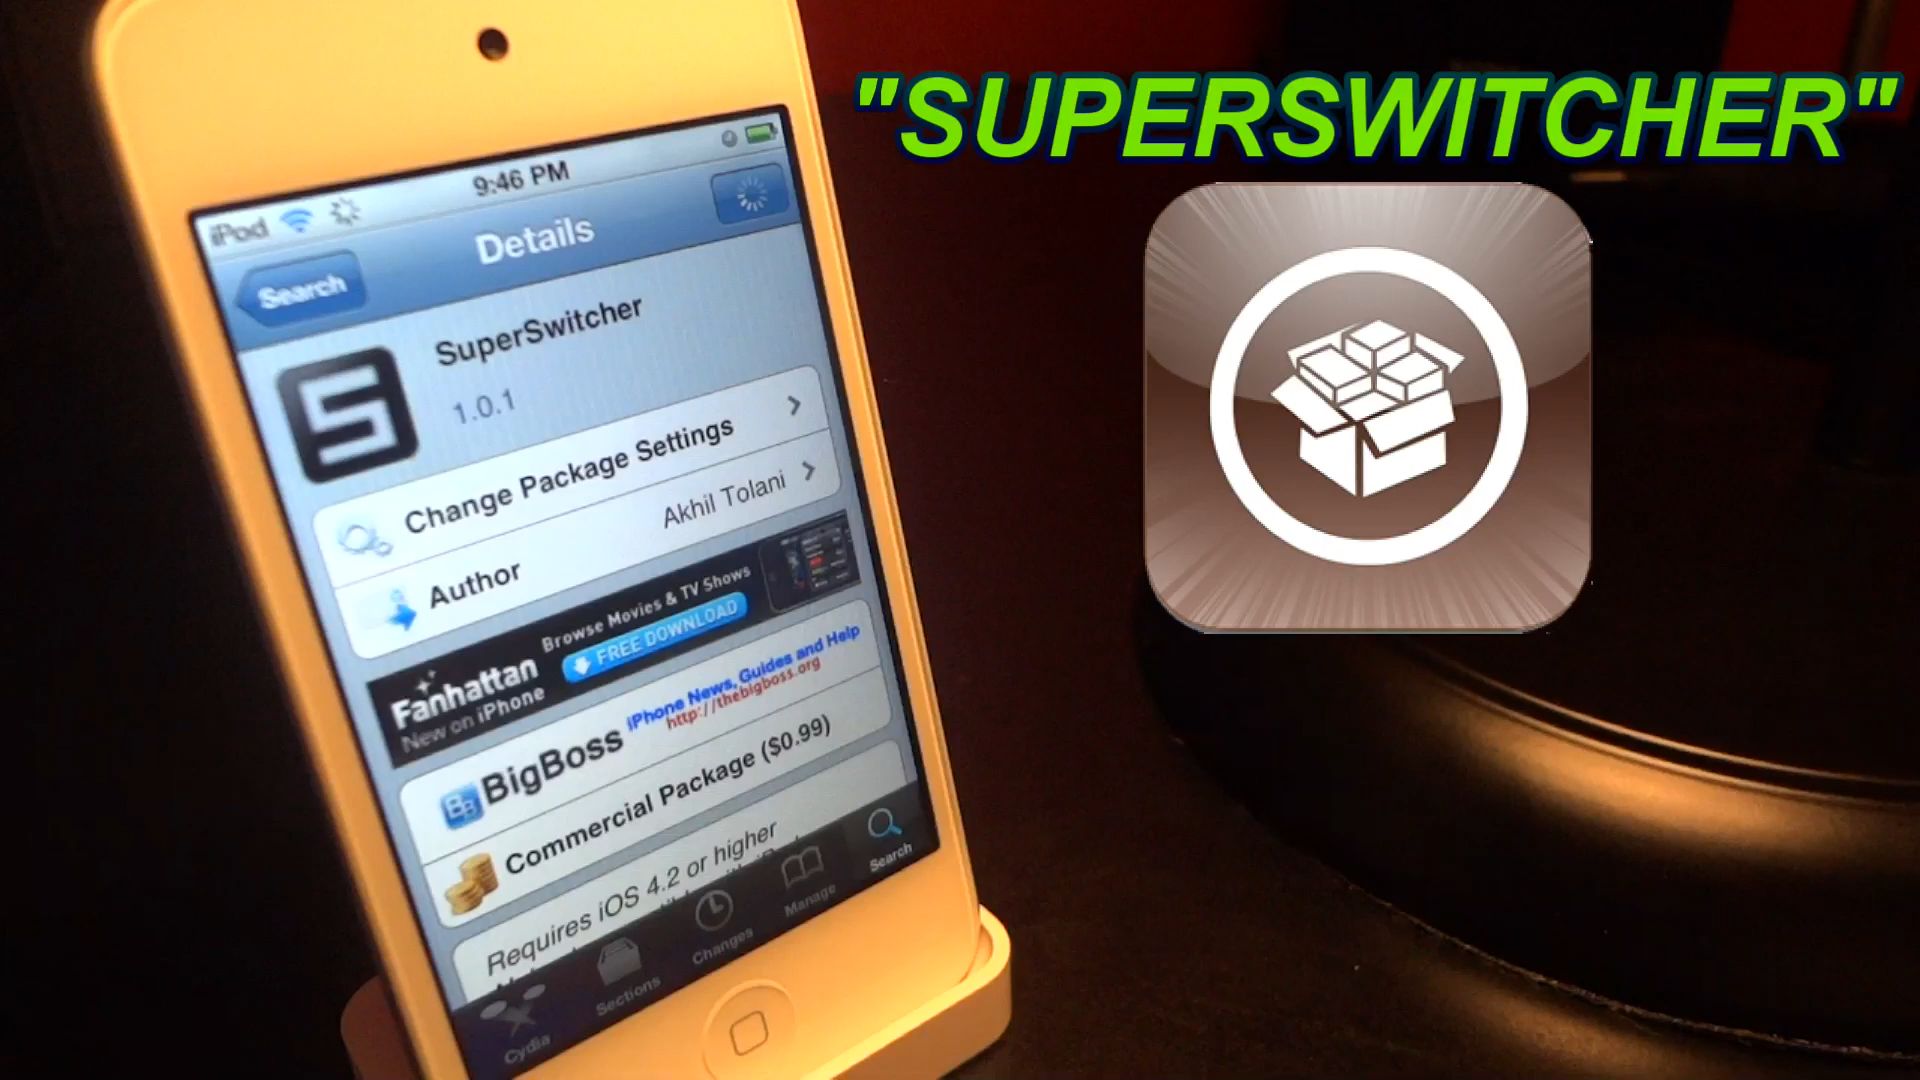 "SUPERSWITCHER"
iPod
9:46 PM
Search
Details
SuperSwitcher
1.0.1
Change Package Settings
Author
Akhil Tolani
Browse Movies & TV Shows
FREE DOWNLOAD
Fanhattan
New on iPhone
BigBoss
iPhone News, Guides and Help
http://thebigboss.org
Commercial Package ($0.99)
Requires iOS 4.2 or higher
Cydia
Sections
Changes
Manage
Search